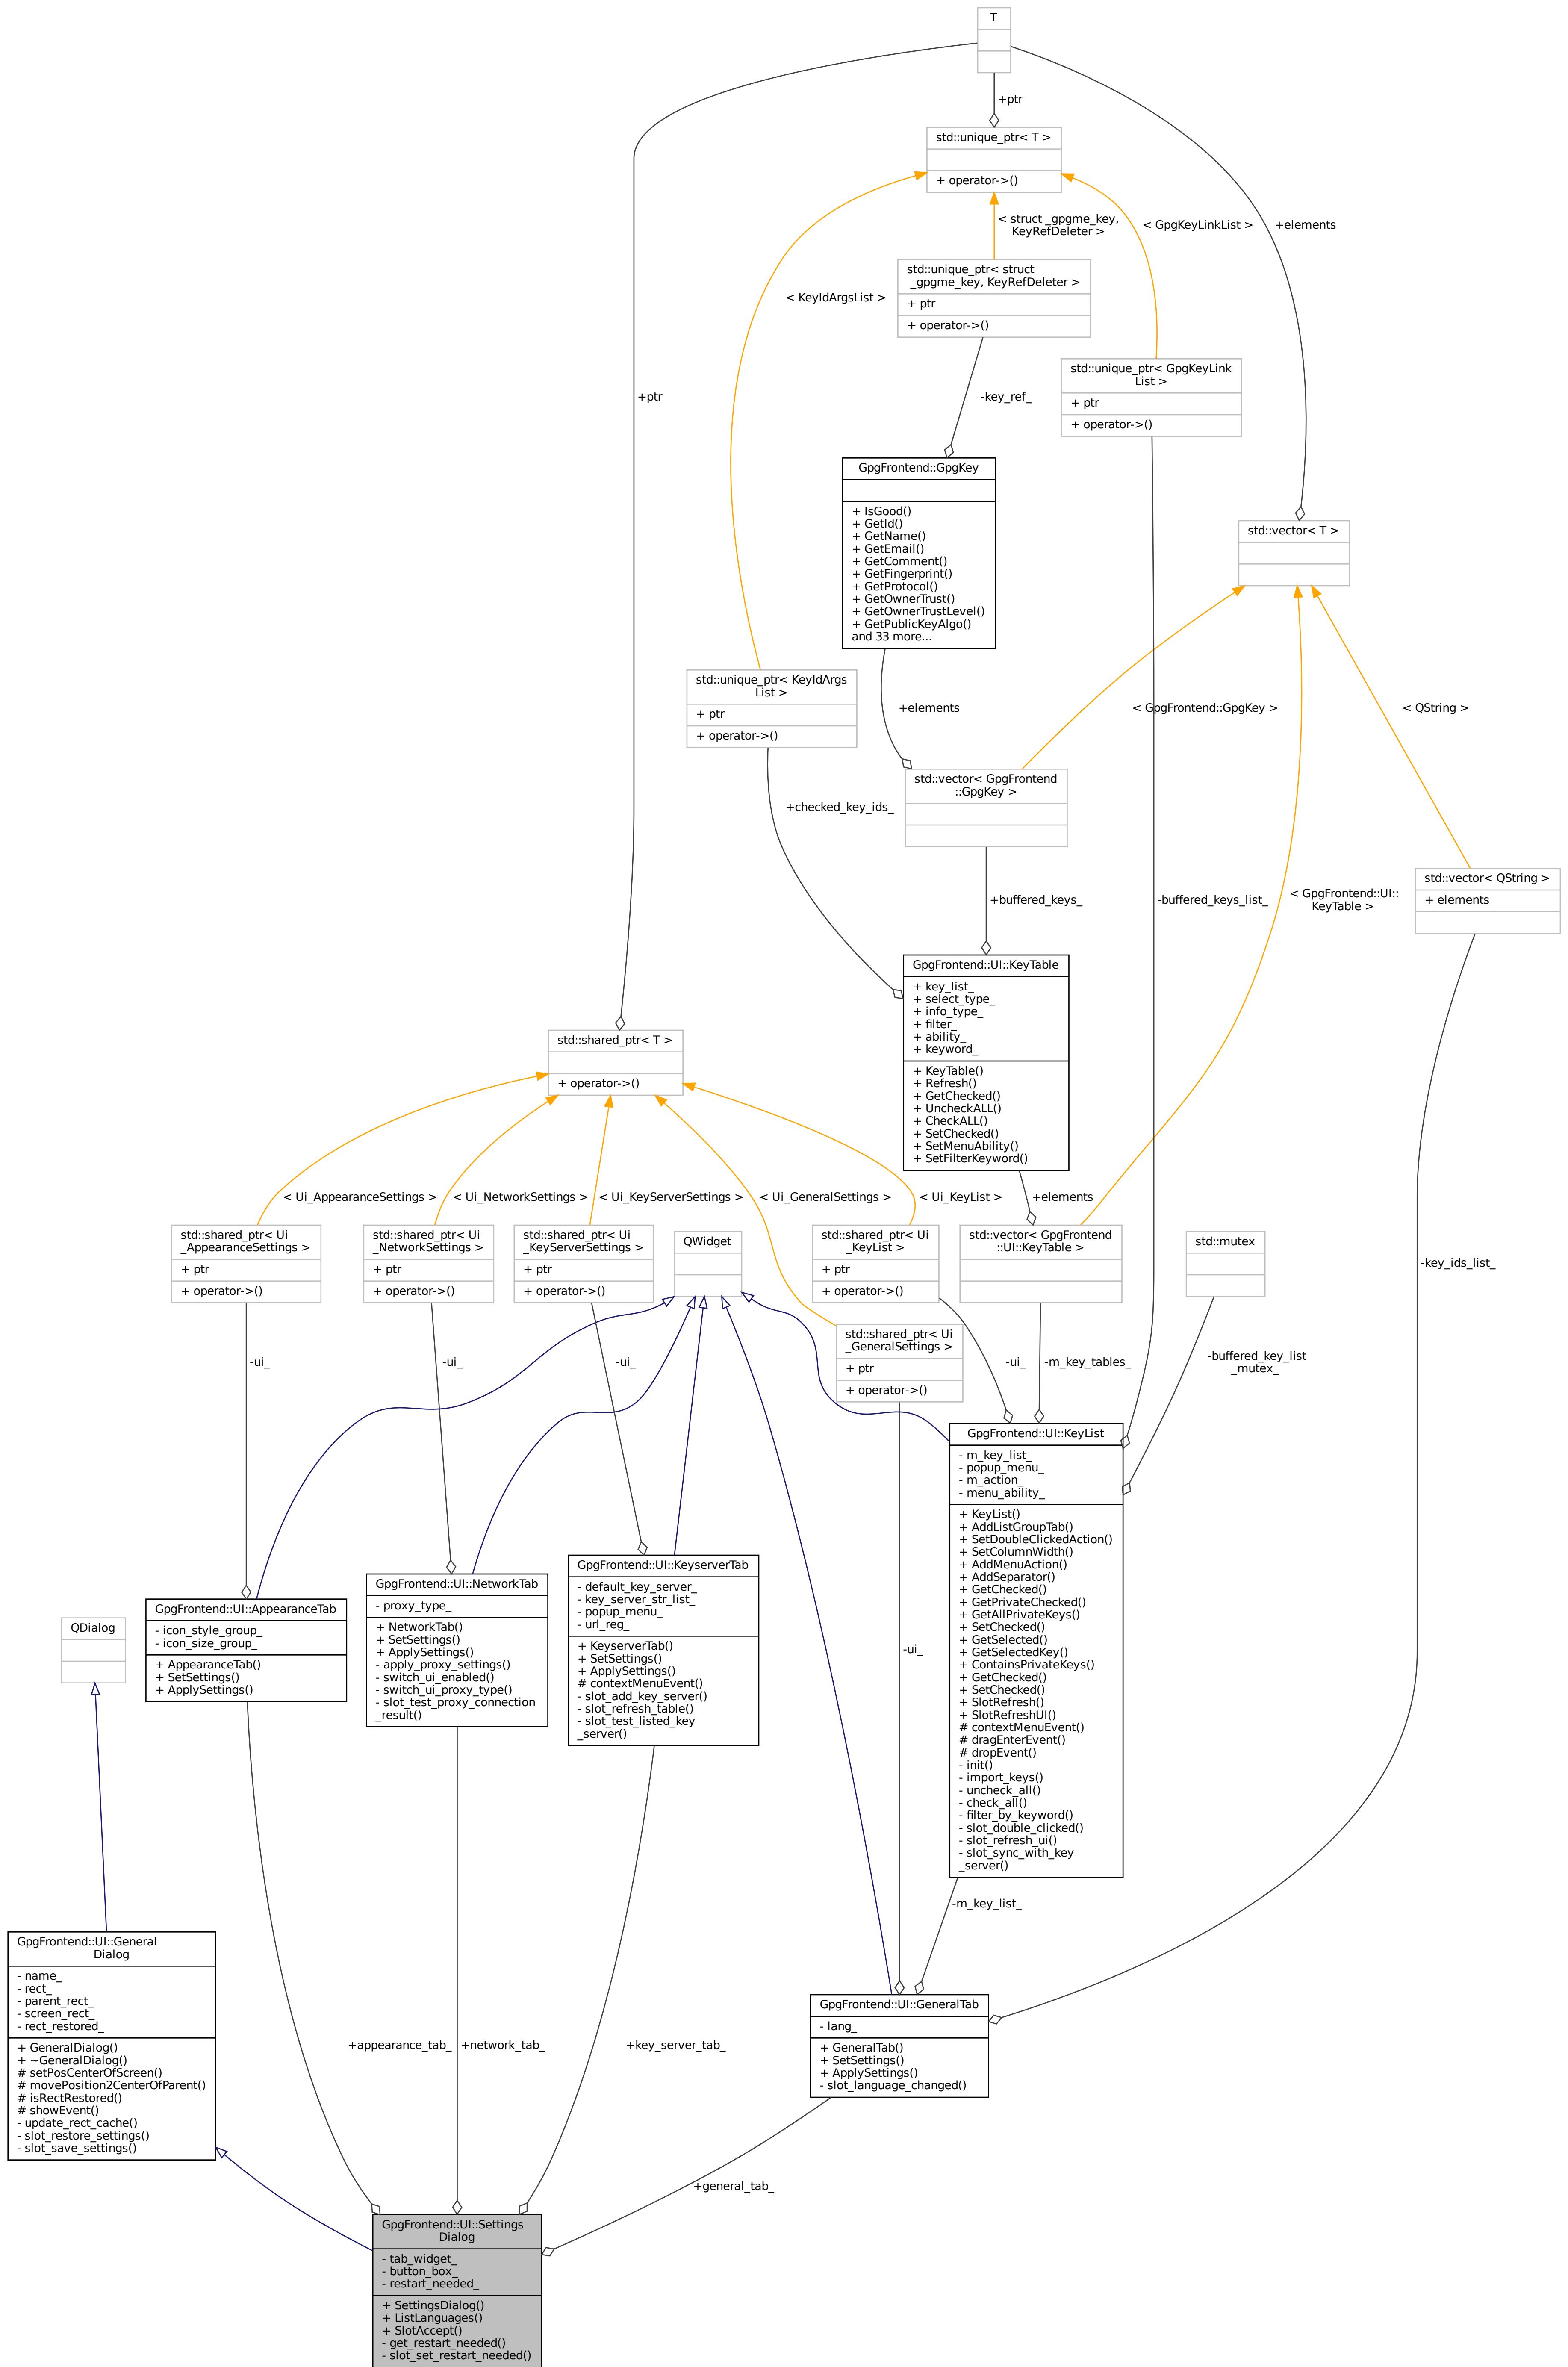 T
+ptr
std::unique_ptr< T >
+ operator->()
< struct _gpgme_key,
KeyRefDeleter >
< GpgKeyLinkList >
+elements
std::unique_ptr< struct
_gpgme_key, KeyRefDeleter >
+ ptr
+ operator->()
< KeyIdArgsList >
std::unique_ptr< GpgKeyLink
List >
+ ptr
+ operator->()
+ptr
-key_ref_
GpgFrontend::GpgKey
+ IsGood()
+ GetId()
+ GetName()
+ GetEmail()
+ GetComment()
+ GetFingerprint()
+ GetProtocol()
+ GetOwnerTrust()
+ GetOwnerTrustLevel()
+ GetPublicKeyAlgo()
and 33 more...
std::vector< T >
std::unique_ptr< KeyIdArgs
List >
+ ptr
+ operator->()
+elements
< GpgFrontend::GpgKey >
< QString >
std::vector< GpgFrontend
::GpgKey >
+checked_key_ids_
+buffered_keys_
-buffered_keys_list_
< GpgFrontend::UI::
KeyTable >
std::vector< QString >
+ elements
GpgFrontend::UI::KeyTable
+ key_list_
+ select_type_
+ info_type_
+ filter_
+ ability_
+ keyword_
+ KeyTable()
+ Refresh()
+ GetChecked()
+ UncheckALL()
+ CheckALL()
+ SetChecked()
+ SetMenuAbility()
+ SetFilterKeyword()
std::shared_ptr< T >
+ operator->()
< Ui_AppearanceSettings >
< Ui_NetworkSettings >
< Ui_KeyServerSettings >
< Ui_GeneralSettings >
< Ui_KeyList >
+elements
std::shared_ptr< Ui
_AppearanceSettings >
+ ptr
+ operator->()
std::shared_ptr< Ui
_NetworkSettings >
+ ptr
+ operator->()
std::shared_ptr< Ui
_KeyServerSettings >
+ ptr
+ operator->()
QWidget
std::shared_ptr< Ui
_KeyList >
+ ptr
+ operator->()
std::vector< GpgFrontend
::UI::KeyTable >
std::mutex
-key_ids_list_
std::shared_ptr< Ui
_GeneralSettings >
+ ptr
+ operator->()
-ui_
-ui_
-ui_
-ui_
-m_key_tables_
-buffered_key_list
_mutex_
GpgFrontend::UI::KeyList
- m_key_list_
- popup_menu_
- m_action_
- menu_ability_
+ KeyList()
+ AddListGroupTab()
+ SetDoubleClickedAction()
+ SetColumnWidth()
+ AddMenuAction()
+ AddSeparator()
+ GetChecked()
+ GetPrivateChecked()
+ GetAllPrivateKeys()
+ SetChecked()
+ GetSelected()
+ GetSelectedKey()
+ ContainsPrivateKeys()
+ GetChecked()
+ SetChecked()
+ SlotRefresh()
+ SlotRefreshUI()
# contextMenuEvent()
# dragEnterEvent()
# dropEvent()
- init()
- import_keys()
- uncheck_all()
- check_all()
- filter_by_keyword()
- slot_double_clicked()
- slot_refresh_ui()
- slot_sync_with_key
_server()
QDialog
GpgFrontend::UI::AppearanceTab
- icon_style_group_
- icon_size_group_
+ AppearanceTab()
+ SetSettings()
+ ApplySettings()
GpgFrontend::UI::NetworkTab
- proxy_type_
+ NetworkTab()
+ SetSettings()
+ ApplySettings()
- apply_proxy_settings()
- switch_ui_enabled()
- switch_ui_proxy_type()
- slot_test_proxy_connection
_result()
GpgFrontend::UI::KeyserverTab
- default_key_server_
- key_server_str_list_
- popup_menu_
- url_reg_
+ KeyserverTab()
+ SetSettings()
+ ApplySettings()
# contextMenuEvent()
- slot_add_key_server()
- slot_refresh_table()
- slot_test_listed_key
_server()
-ui_
-m_key_list_
GpgFrontend::UI::General
Dialog
- name_
- rect_
- parent_rect_
- screen_rect_
- rect_restored_
+ GeneralDialog()
+ ~GeneralDialog()
# setPosCenterOfScreen()
# movePosition2CenterOfParent()
# isRectRestored()
# showEvent()
- update_rect_cache()
- slot_restore_settings()
- slot_save_settings()
+appearance_tab_
+network_tab_
+key_server_tab_
GpgFrontend::UI::GeneralTab
- lang_
+ GeneralTab()
+ SetSettings()
+ ApplySettings()
- slot_language_changed()
+general_tab_
GpgFrontend::UI::Settings
Dialog
- tab_widget_
- button_box_
- restart_needed_
+ SettingsDialog()
+ ListLanguages()
+ SlotAccept()
- get_restart_needed()
- slot_set_restart_needed()